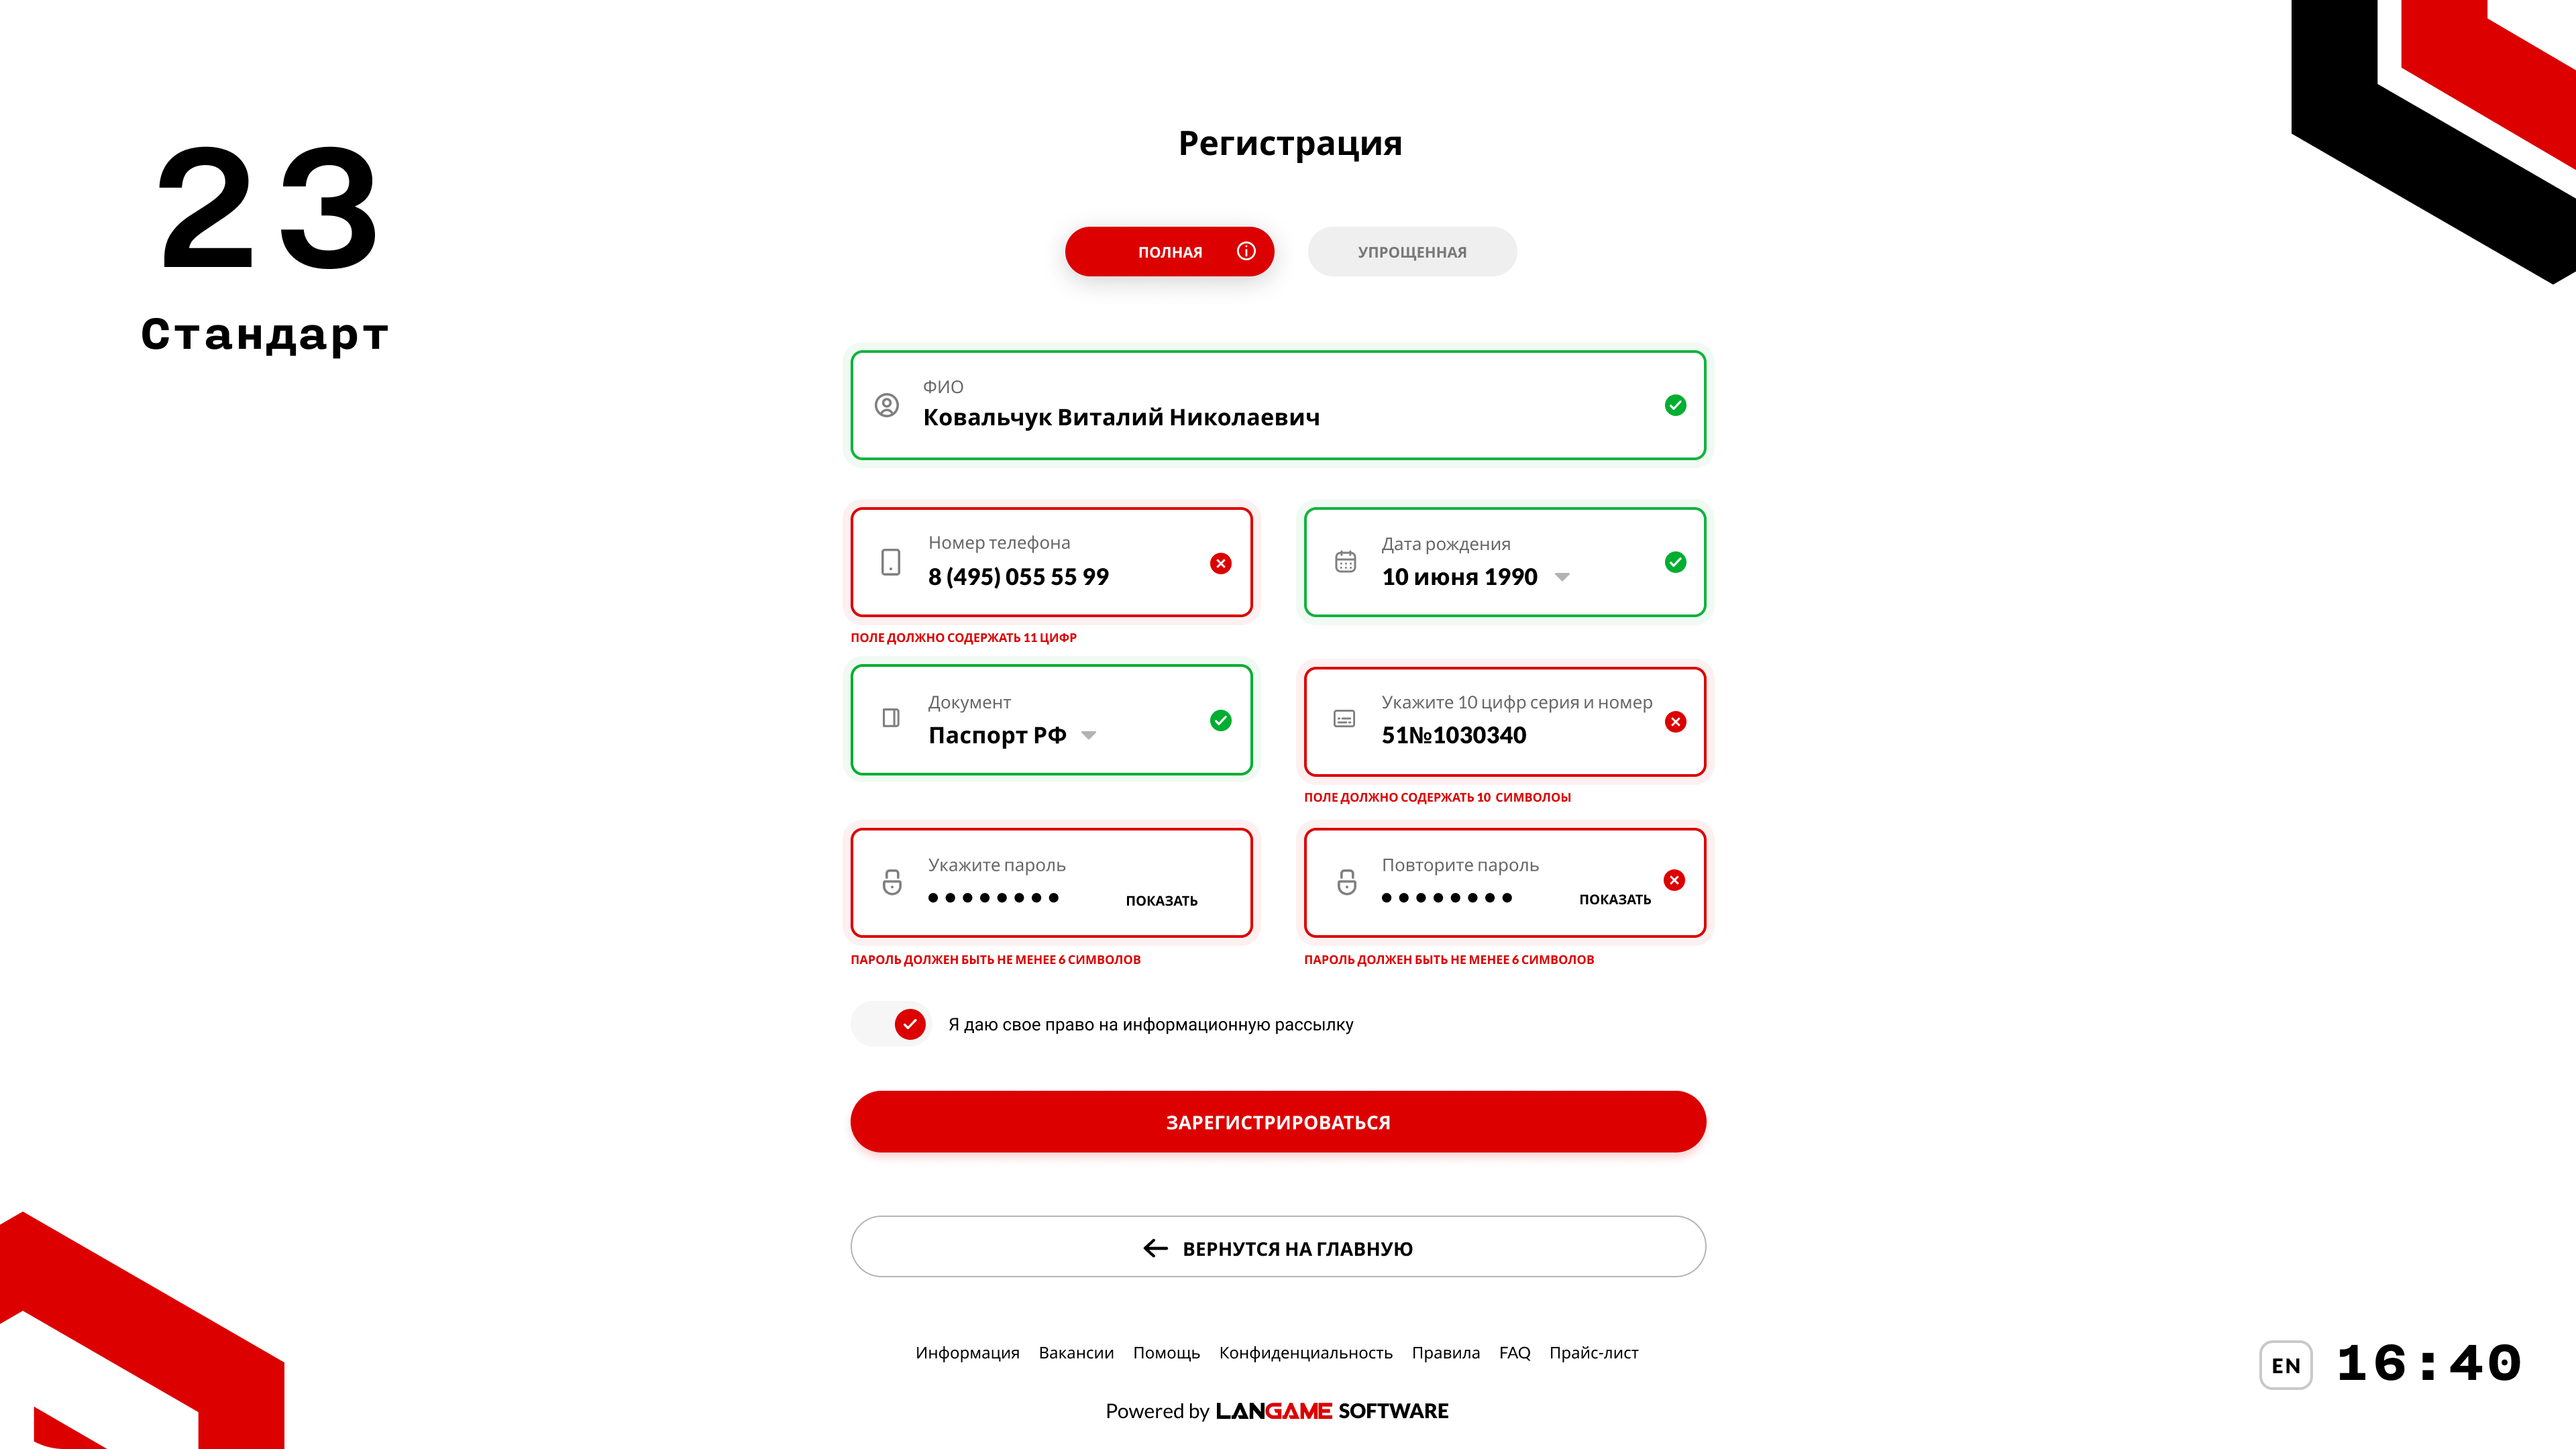 23
Стандарт
Регистрация
ПОЛНАЯ
УПРОЩЕННАЯ
ФИО
Ковальчук Виталий Николаевич
Номер телефона
8 (495) 055 55 99
ПОЛЕ ДОЛЖНО СОДЕРЖАТЬ 11 ЦИФР
Дата рождения
10 июня 1990
Документ
Паспорт РФ
Укажите 10 цифр серия и номер
51№1030340
ПОЛЕ ДОЛЖНО СОДЕРЖАТЬ 10 СИМВОЛОЫ
Укажите пароль
ПОКАЗАТЬ
ПАРОЛЬ ДОЛЖЕН БЫТЬ НЕ МЕНЕЕ 6 СИМВОЛОВ
Повторите пароль
ПОКАЗАТЬ
ПАРОЛЬ ДОЛЖЕН БЫТЬ НЕ МЕНЕЕ 6 СИМВОЛОВ
Я даю свое право на информационную рассылку
ЗАРЕГИСТРИРОВАТЬСЯ
ВЕРНУТСЯ НА ГЛАВНУЮ
Информация Вакансии Помощь Конфиденциальность Правила FAQ Прайс-лист
Powered by LANGAME SOFTWARE
EN
16:40